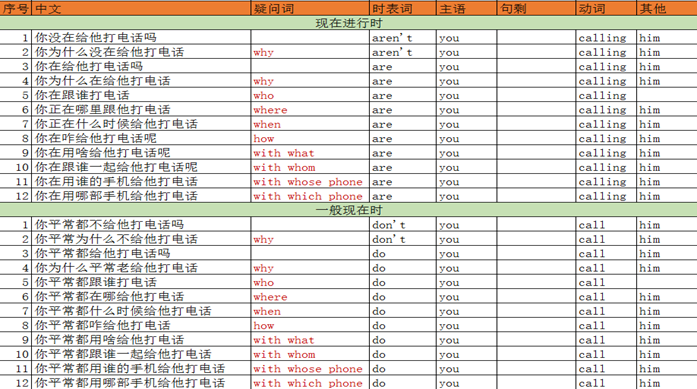 序号 中文 疑问词 时表词 主语 句剩 动词 其他
现在进行时
1 你没在给他打电话吗 aren't you calling him
2 你为什么没在给他打电话 why aren't you calling him
3 你在给他打电话吗 are you calling him
4 你为什么在给他打电话 why are you calling him
5 你在跟谁打电话 who are you calling
6 你正在哪里跟他打电话 where are you calling him
7 你正在什么时候给他打电话 when are you calling him
8 你在咋给他打电话呢 how are you calling him
9 你在用啥给他打电话呢 with what are you calling him
10 你在跟谁一起给他打电话呢 with whom are you calling him
11 你在用谁的手机给他打电话 with whose phone are you calling him
12 你在用哪部手机给他打电话 with which phone are you calling him
一般现在时
1 你平常都不给他打电话吗 don't you call him
2 你平常为什么不给他打电话 why don't you call him
3 你平常都给他打电话吗 do you call him
4 你为什么平常老给他打电话 why do you call him
5 你平常都跟谁打电话 who do you call
6 你平常都在哪给他打电话 where do you call him
7 你平常都什么时候给他打电话 when do you call him
8 你平常都咋给他打电话 how do you call him
9 你平常都用啥给他打电话 with what do you call him
10 你平常都跟谁一起给他打电话 with whom do you call him
11 你平常都用谁的手机给他打电话 with whose phone do you call him
12 你平常都用哪部手机给他打电话 with which phone do you call him